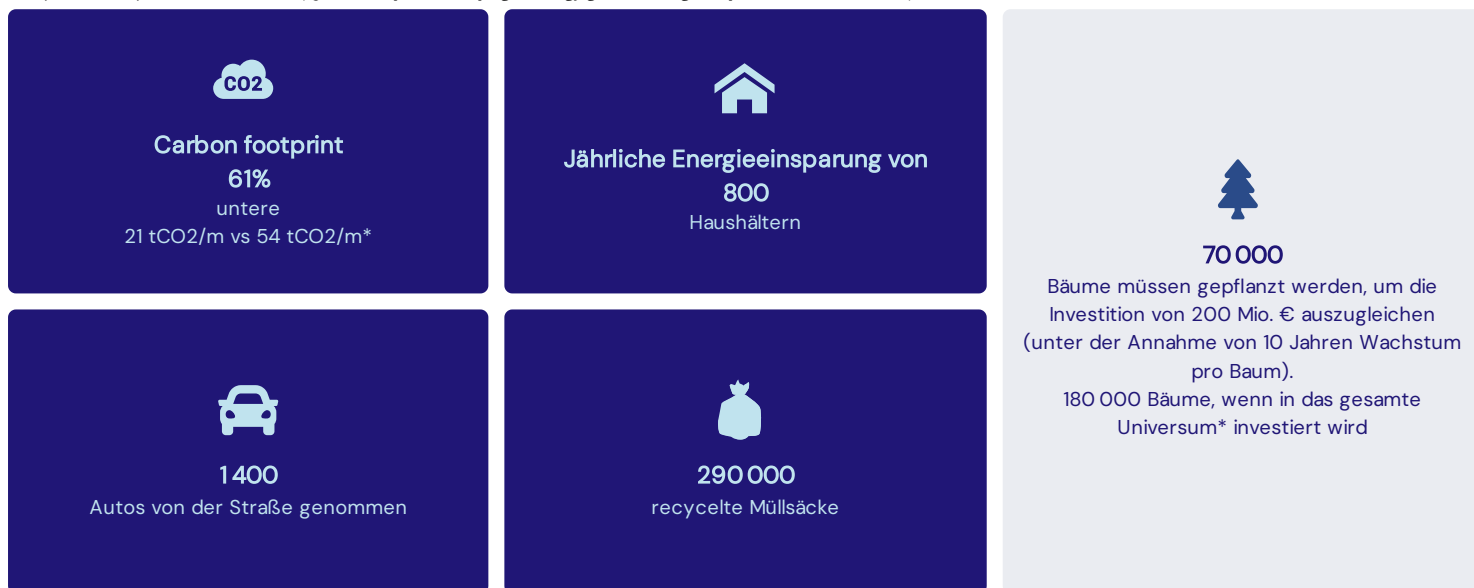 CO2
Carbon footprint
61%
untere
21 tCO2/m vs 54 tCO2/m*
Jährliche Energieeinsparung von
800
Haushältern
1 400
Autos von der Straße genommen
290 000
recycelte Müllsäcke
70 000
Bäume müssen gepflanzt werden, um die
Investition von 200 Mio. € auszugleichen
(unter der Annahme von 10 Jahren Wachstum
pro Baum).
180 000 Bäume, wenn in das gesamte
Universum* investiert wird